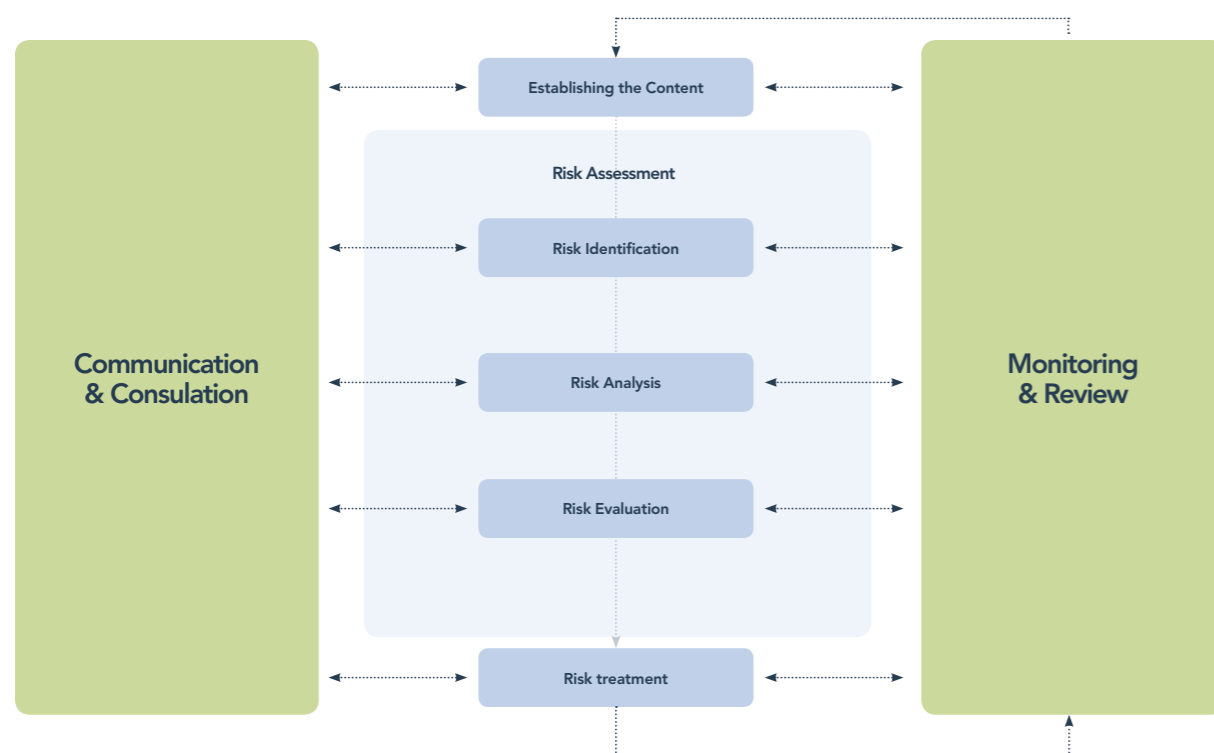 Establishing the Content
Risk Assessment
Risk Identification
Communication
& Consulation
Monitoring
& Review
Risk Analysis
Risk Evaluation
Risk treatment